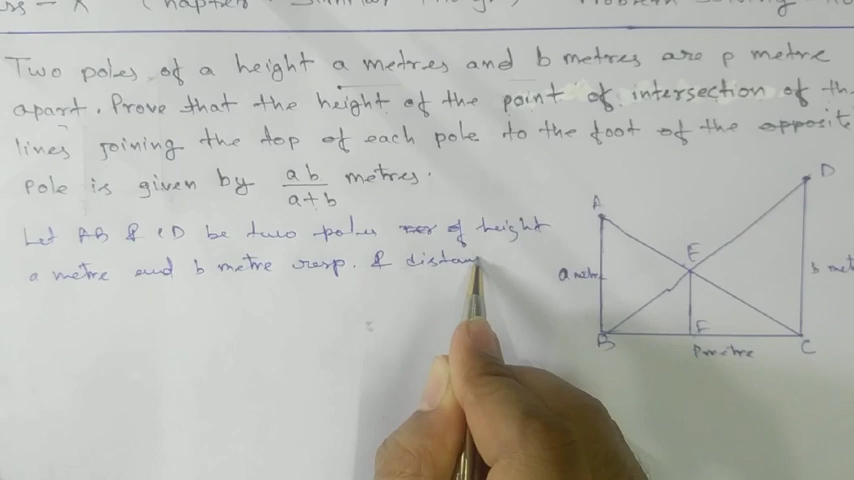 Two poles of a height a metres and b metres are p metre
apart. Prove that the height of the point of intersection of th
lines joining the top of each pole to the foot of the opposit
pole is given by ab/a+b metres.
Let AB & CD be two poles of height
a metre and b metre resp. & distan
A
D
E
a metre
b met
B
F
C
P metre